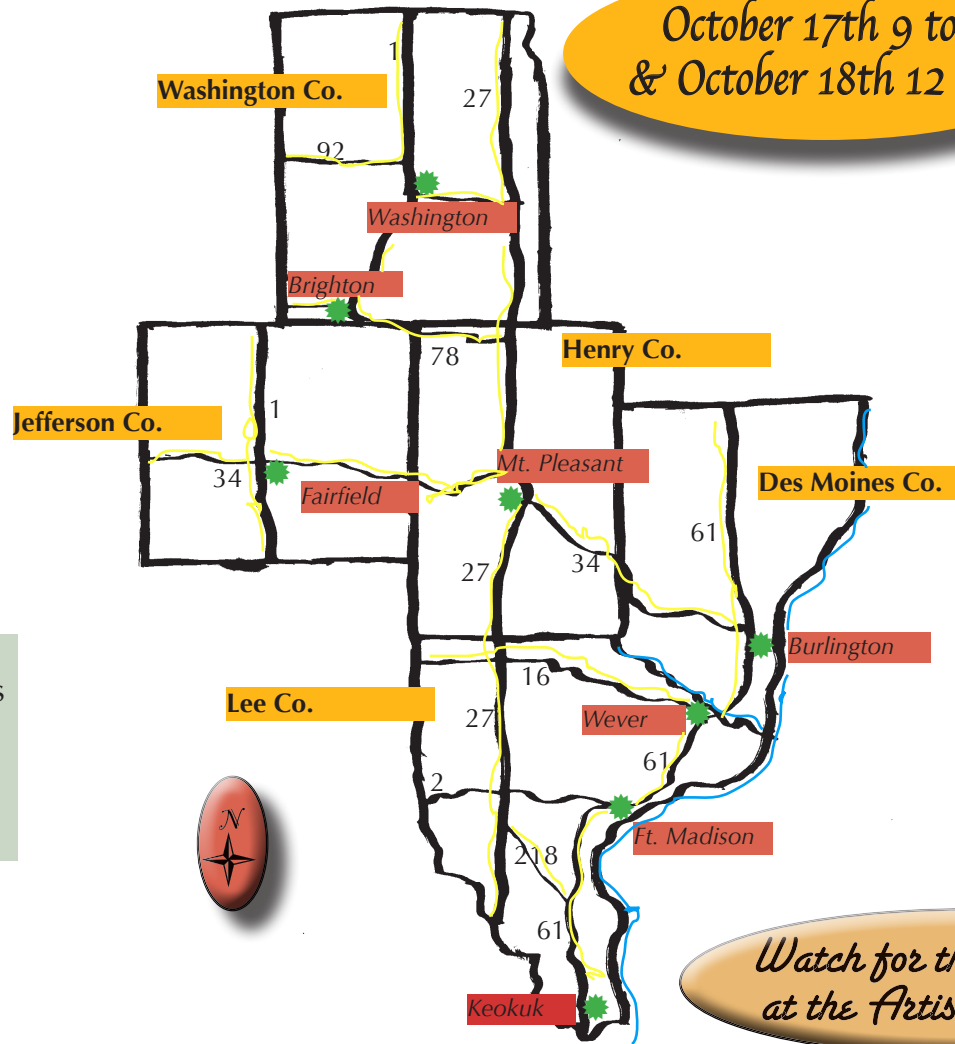 October 17th 9 to
& October 18th 12
1
27
Washington Co.
92
Washington
Brighton
78
Henry Co.
Jefferson Co.
1
34
Fairfield
Mt. Pleasant
Des Moines Co.
61
27
34
Burlington
s
16
Lee Co.
27
Wever
61
2
N
Ft. Madison
218
61
Watch for th
at the Artis
Keokuk